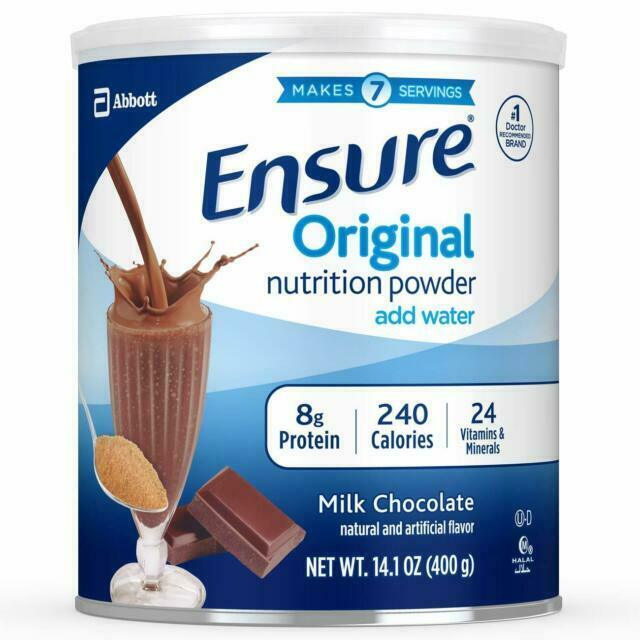 Abbott
MAKES 7 SERVINGS
#1
Doctor
RECOMMENDED
BRAND
Ensure®
Original
nutrition powder
add water
8g
Protein
240
Calories
24
Vitamins &
Minerals
Milk Chocolate
natural and artificial flavor
U-D
M
HALAL
حلال
NET WT. 14.1 OZ (400 g)